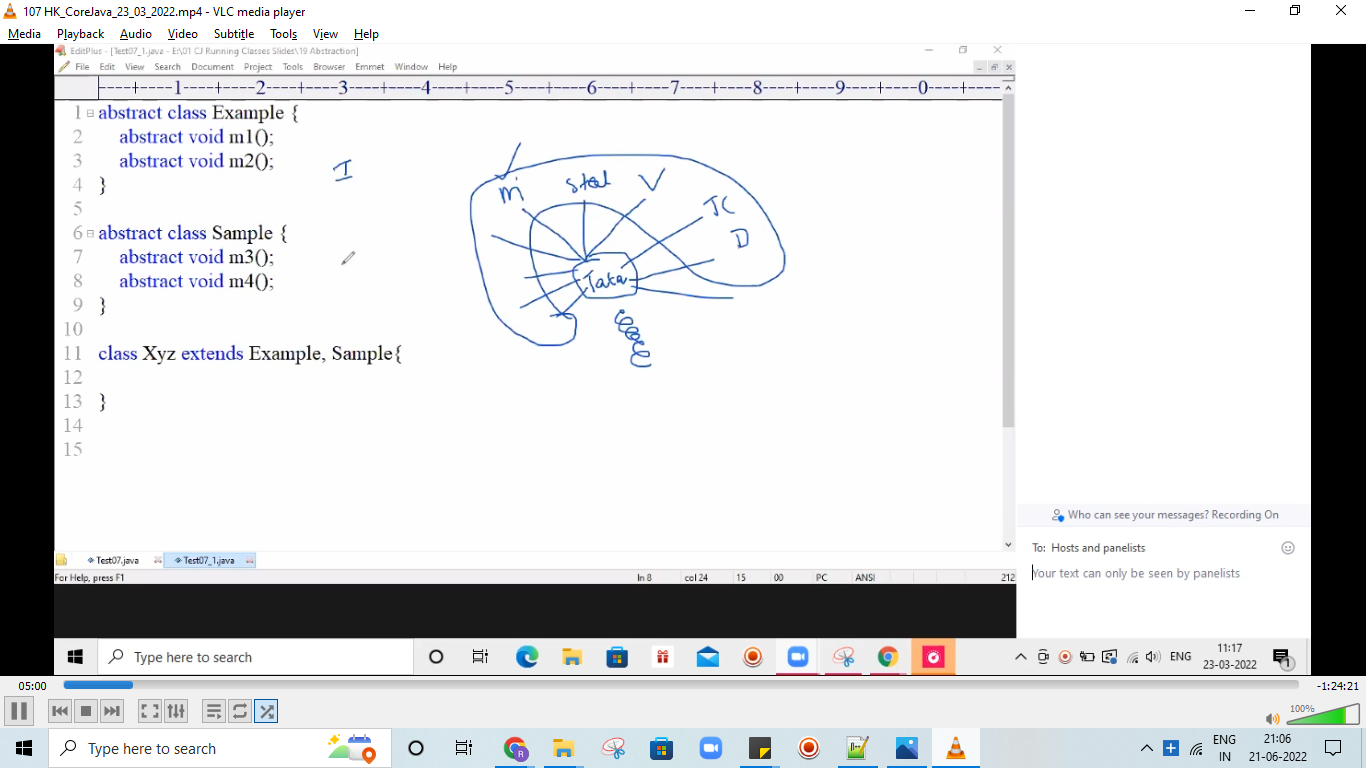 107 HK_CoreJava_23_03_2022.mp4 - VLC media player
Media Playback Audio Video Subtitle Tools View Help
EditPlus - [Test07_1.java - E:\01 CJ Running Classes Slides\19 Abstraction]
File Edit View Search Document Project Tools Browser Emmet Window Help
----+----1----+----2----+----3----+----4----+----5----+----6----+----7----+----8----+----9----+----0----+----
1 abstract class Example {
2 abstract void m1();
3 abstract void m2();
4 }
5
6 abstract class Sample {
7 abstract void m3();
8 abstract void m4();
9 }
10
11 class Xyz extends Example, Sample{
12
13 }
14
15
I
m steel V
JC
D
Tata
Who can see your messages? Recording On
To: Hosts and panelists
Your text can only be seen by panelists
Test07.java Test07_1.java
For Help, press F1 ln 8 col 24 15 00 PC ANSI 212
Type here to search ENG 11:17
23-03-2022 1
05:00 -1:24:21
100%
Type here to search ENG 21:06
IN 21-06-2022